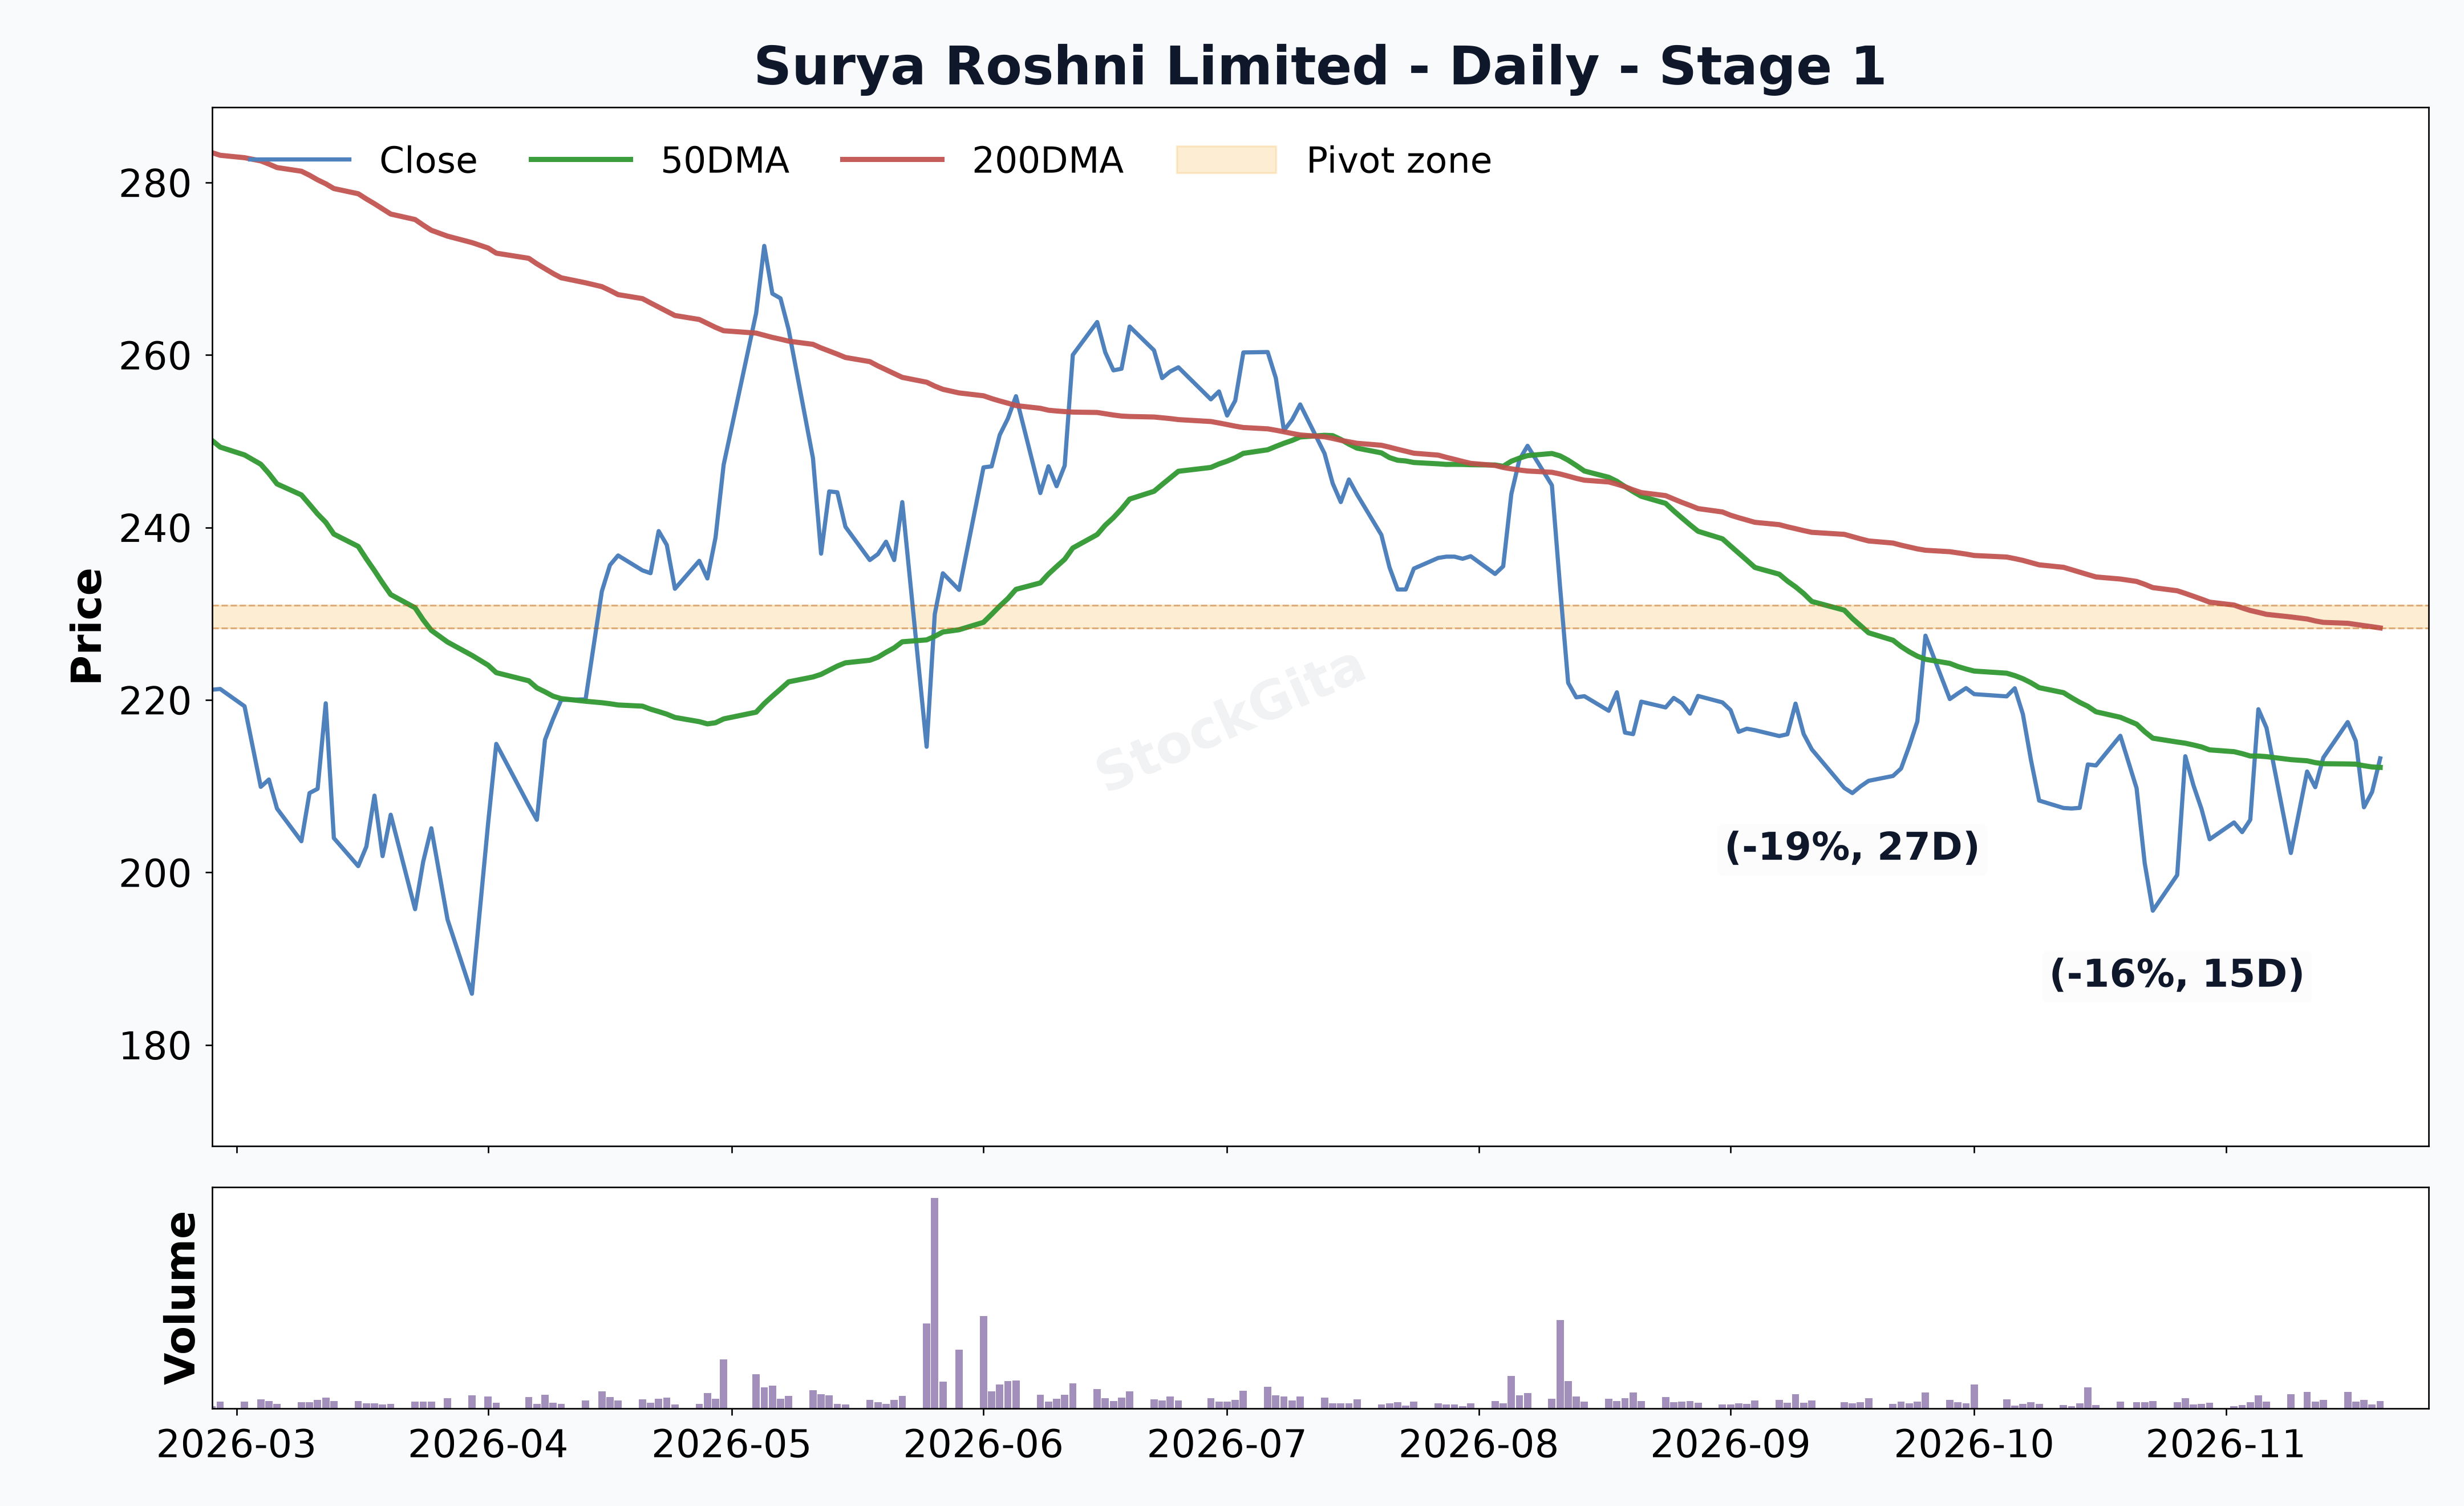 Surya Roshni Limited - Daily - Stage 1
Close 50DMA 200DMA Pivot zone
Price
280
260
240
220
200
180
StockGita
(-19%, 27D)
(-16%, 15D)
Volume
2026-03 2026-04 2026-05 2026-06 2026-07 2026-08 2026-09 2026-10 2026-11